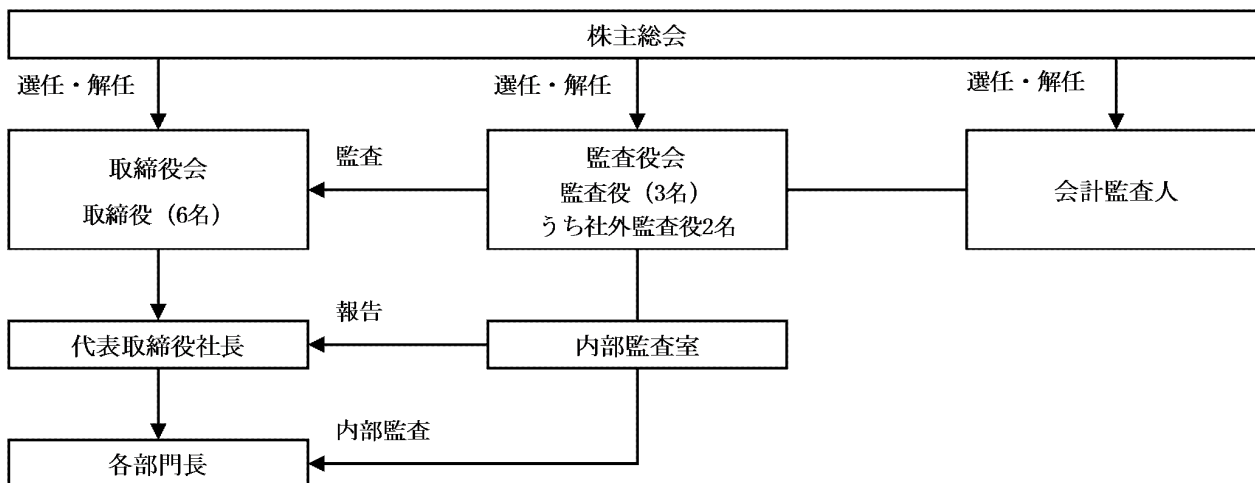 株主総会
選任・解任
選任・解任
選任・解任
取締役会
取締役（6名）
監査
監査役会
監査役（3名）
うち社外監査役2名
会計監査人
代表取締役社長
報告
内部監査室
各部門長
内部監査